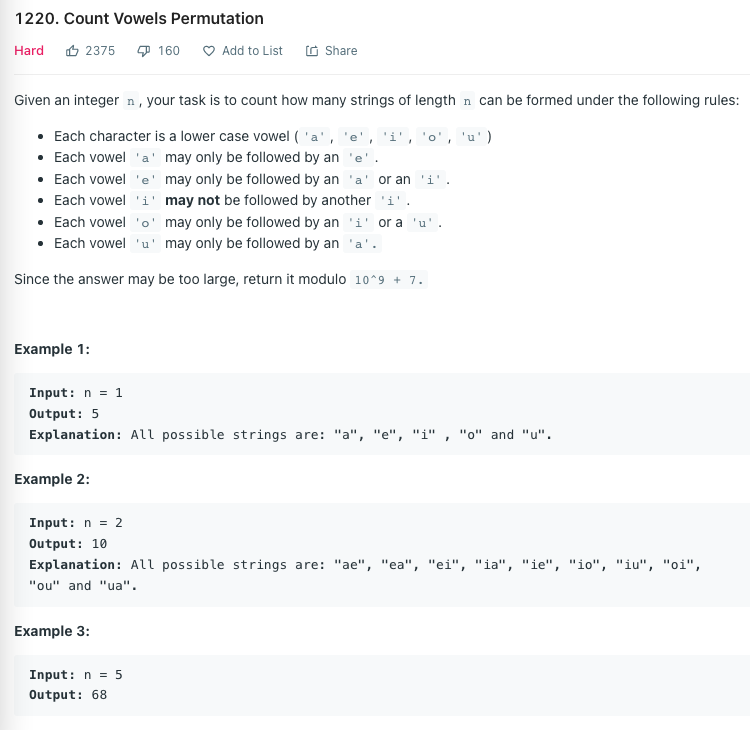 1220. Count Vowels Permutation
Hard 2375 160 Add to List Share
Given an integer n, your task is to count how many strings of length n can be formed under the following rules:
• Each character is a lower case vowel ( 'a', 'e', 'i', 'o', 'u' )
• Each vowel 'a' may only be followed by an 'e'.
• Each vowel 'e' may only be followed by an 'a' or an 'i'.
• Each vowel 'i' may not be followed by another 'i'.
• Each vowel 'o' may only be followed by an 'i' or a 'u'.
• Each vowel 'u' may only be followed by an 'a'.
Since the answer may be too large, return it modulo 10^9 + 7.
Example 1:
Input: n = 1
Output: 5
Explanation: All possible strings are: "a", "e", "i" , "o" and "u".
Example 2:
Input: n = 2
Output: 10
Explanation: All possible strings are: "ae", "ea", "ei", "ia", "ie", "io", "iu", "oi",
"ou" and "ua".
Example 3:
Input: n = 5
Output: 68